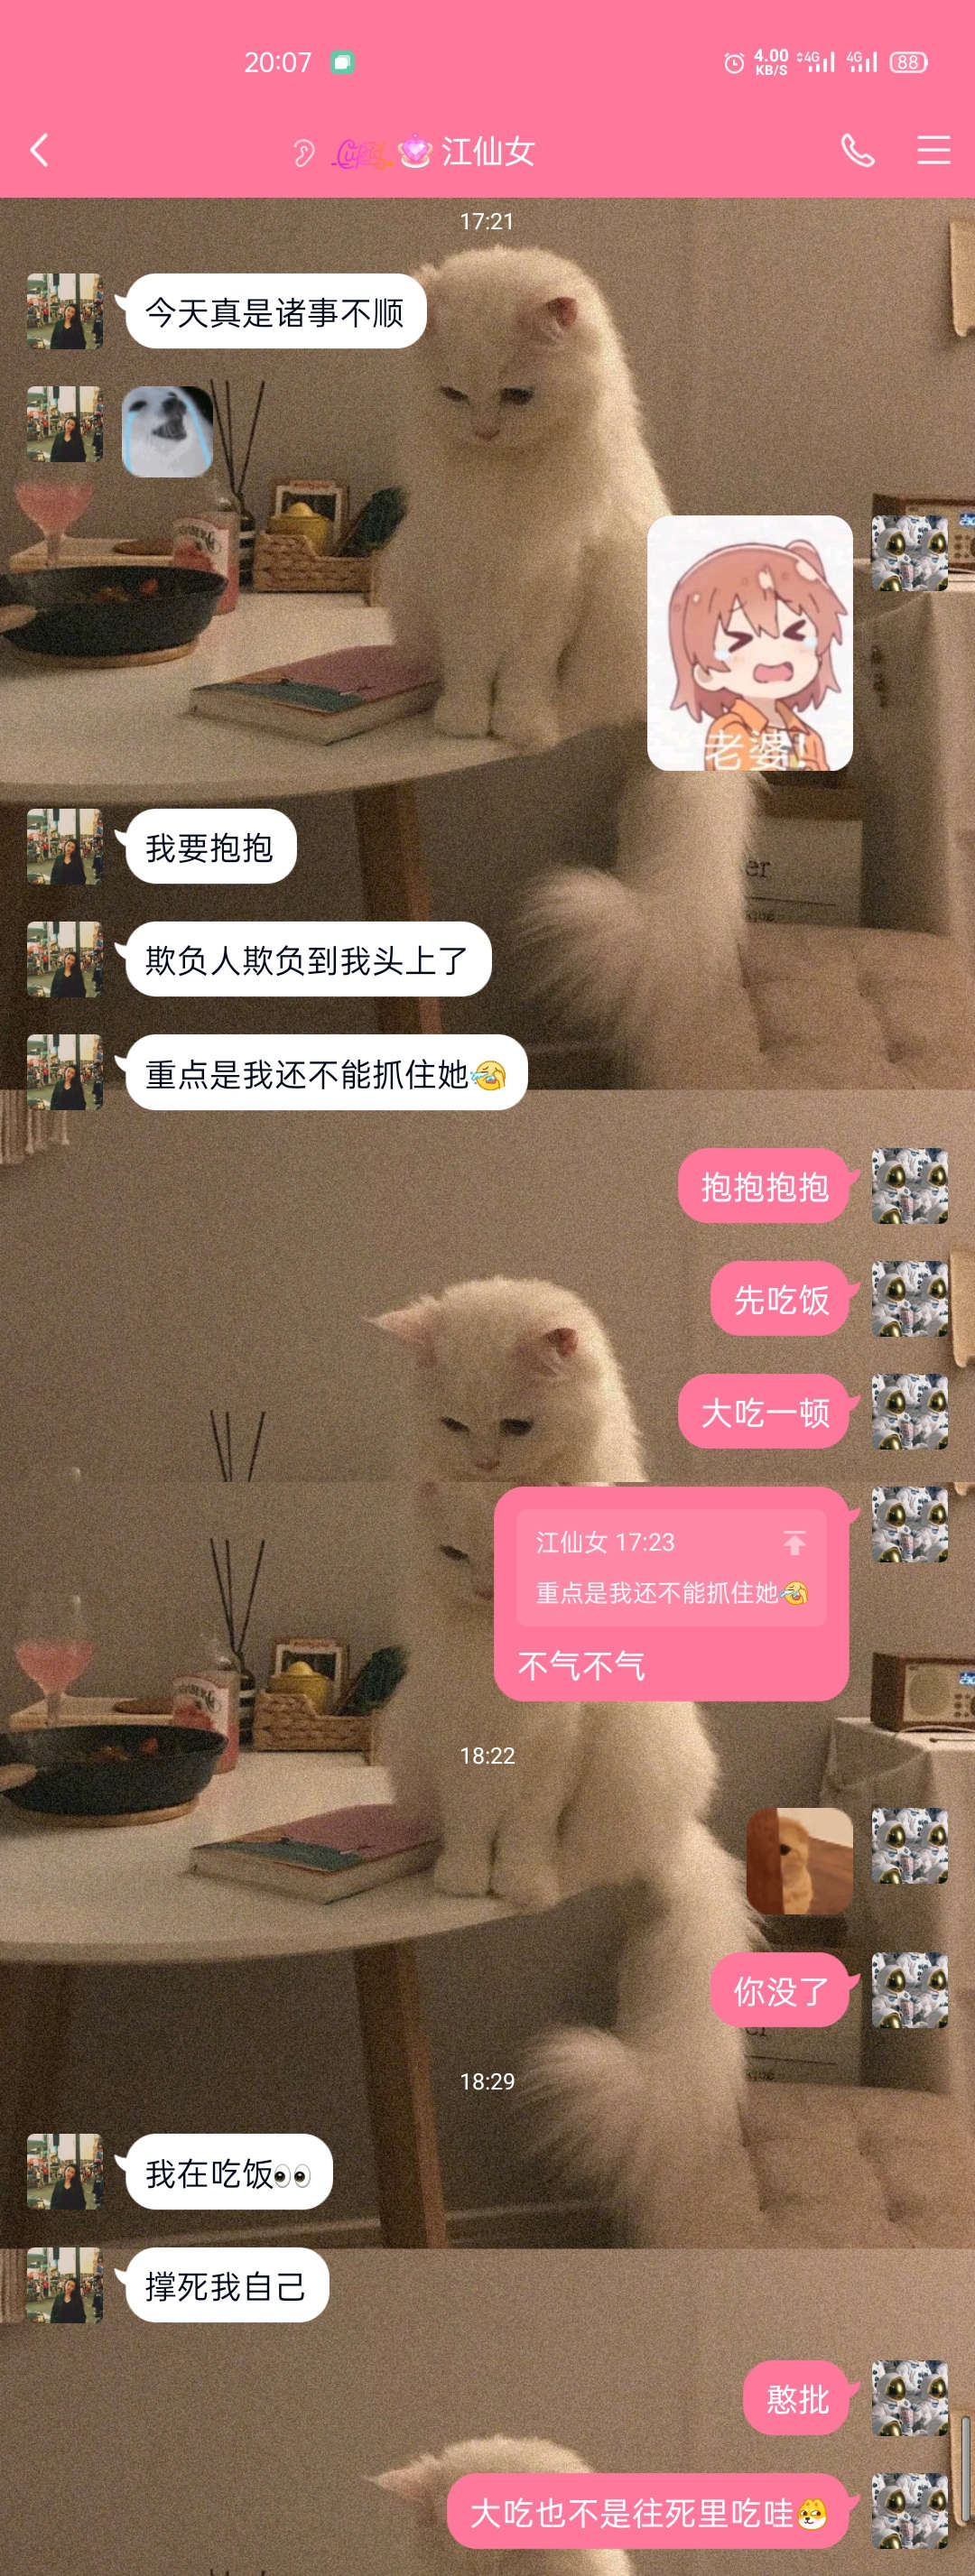 20:07
4.00
KB/S
4G
4G
88
Cupid
江仙女
17:21
今天真是诸事不顺
老婆!
我要抱抱
er
欺负人欺负到我头上了
重点是我还不能抓住她
抱抱抱抱
先吃饭
大吃一顿
江仙女 17:23
重点是我还不能抓住她
不气不气
18:22
你没了
18:29
我在吃饭
撑死我自己
憨批
大吃也不是往死里吃哇